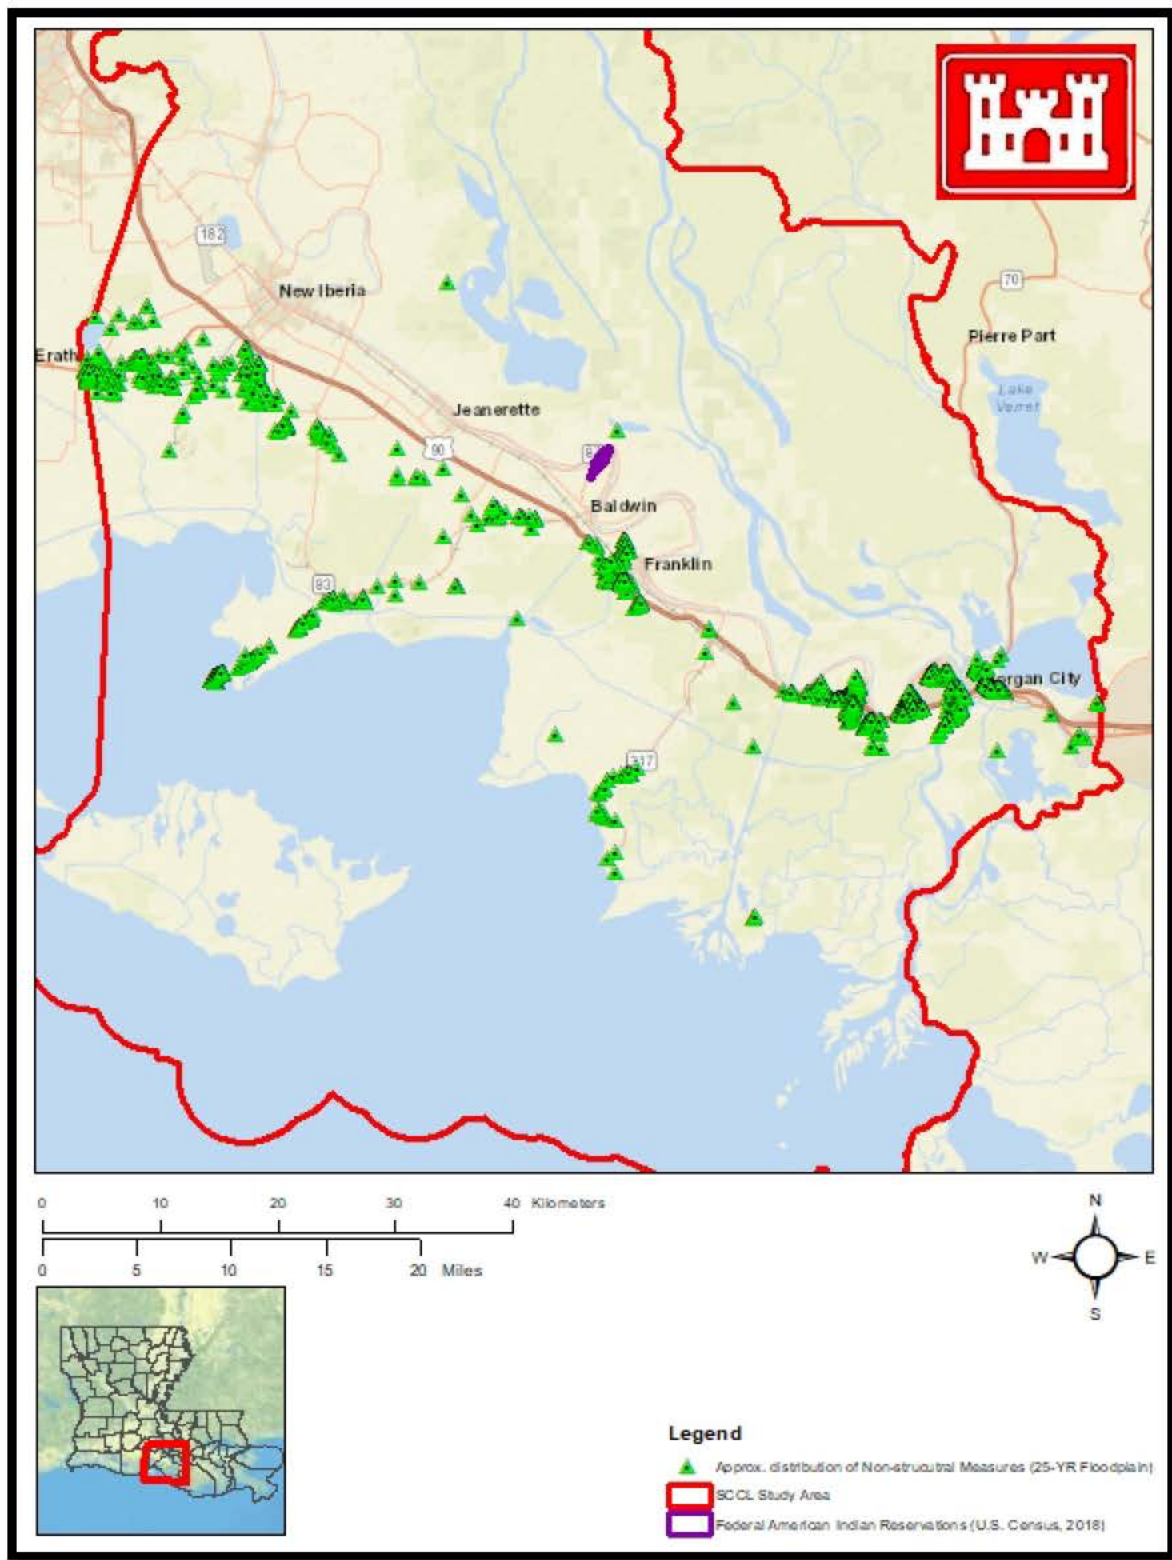 182
New Iberia
70
Pierre Part
Erath
Lake
Verret
Jeanerette
90
Baldwin
Franklin
83
organ City
317
0 10 20 30 40 Kilometers
0 5 10 15 20 Miles
N
W E
S
Legend
Approx. distribution of Non-strucutral Measures (25-YR Floodplain)
SCCL Study Area
Federal American Indian Reservations (U.S. Census, 2018)